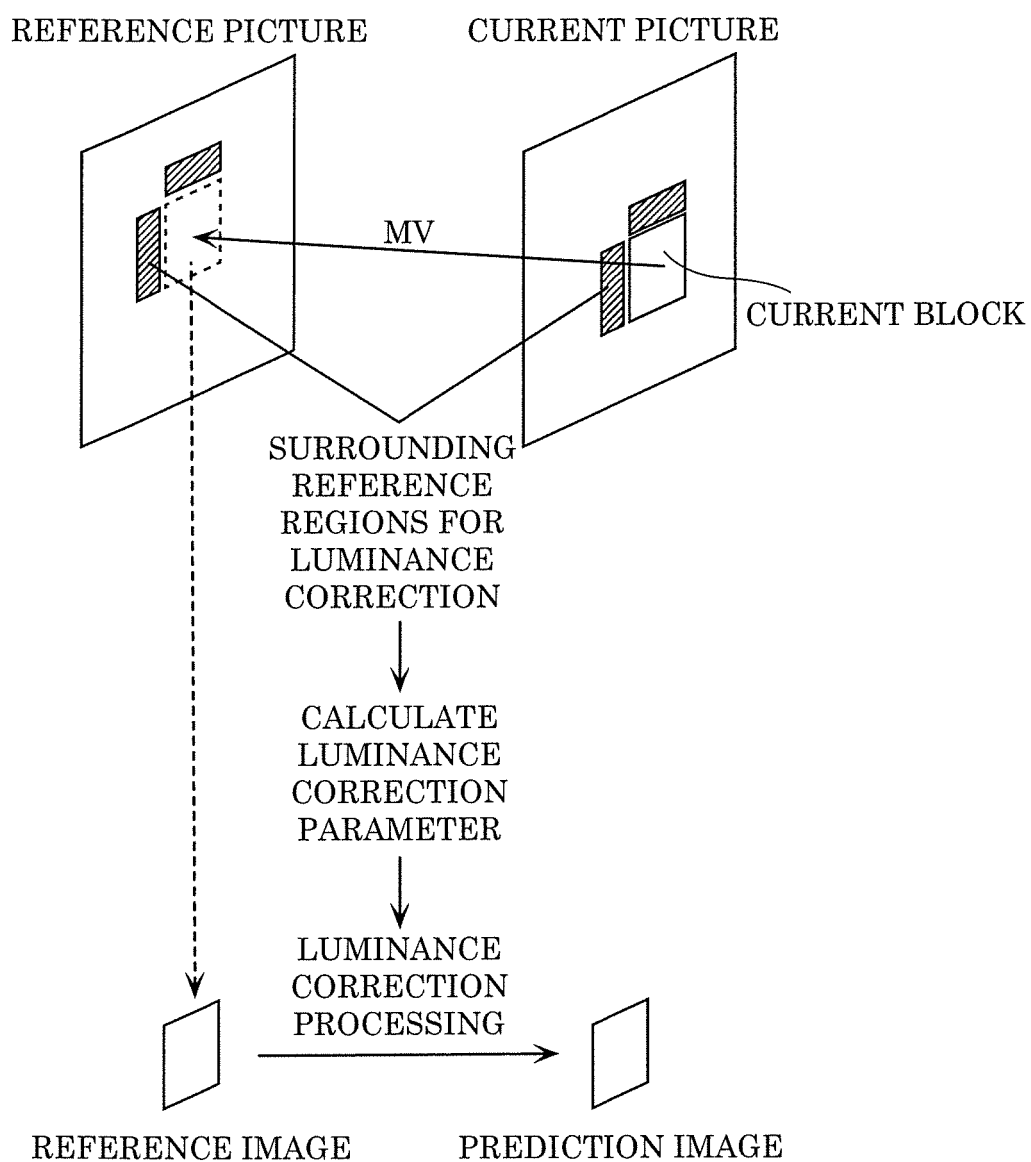 REFERENCE PICTURE
CURRENT PICTURE
MV
CURRENT BLOCK
SURROUNDING
REFERENCE
REGIONS FOR
LUMINANCE
CORRECTION
CALCULATE
LUMINANCE
CORRECTION
PARAMETER
LUMINANCE
CORRECTION
PROCESSING
REFERENCE IMAGE
PREDICTION IMAGE